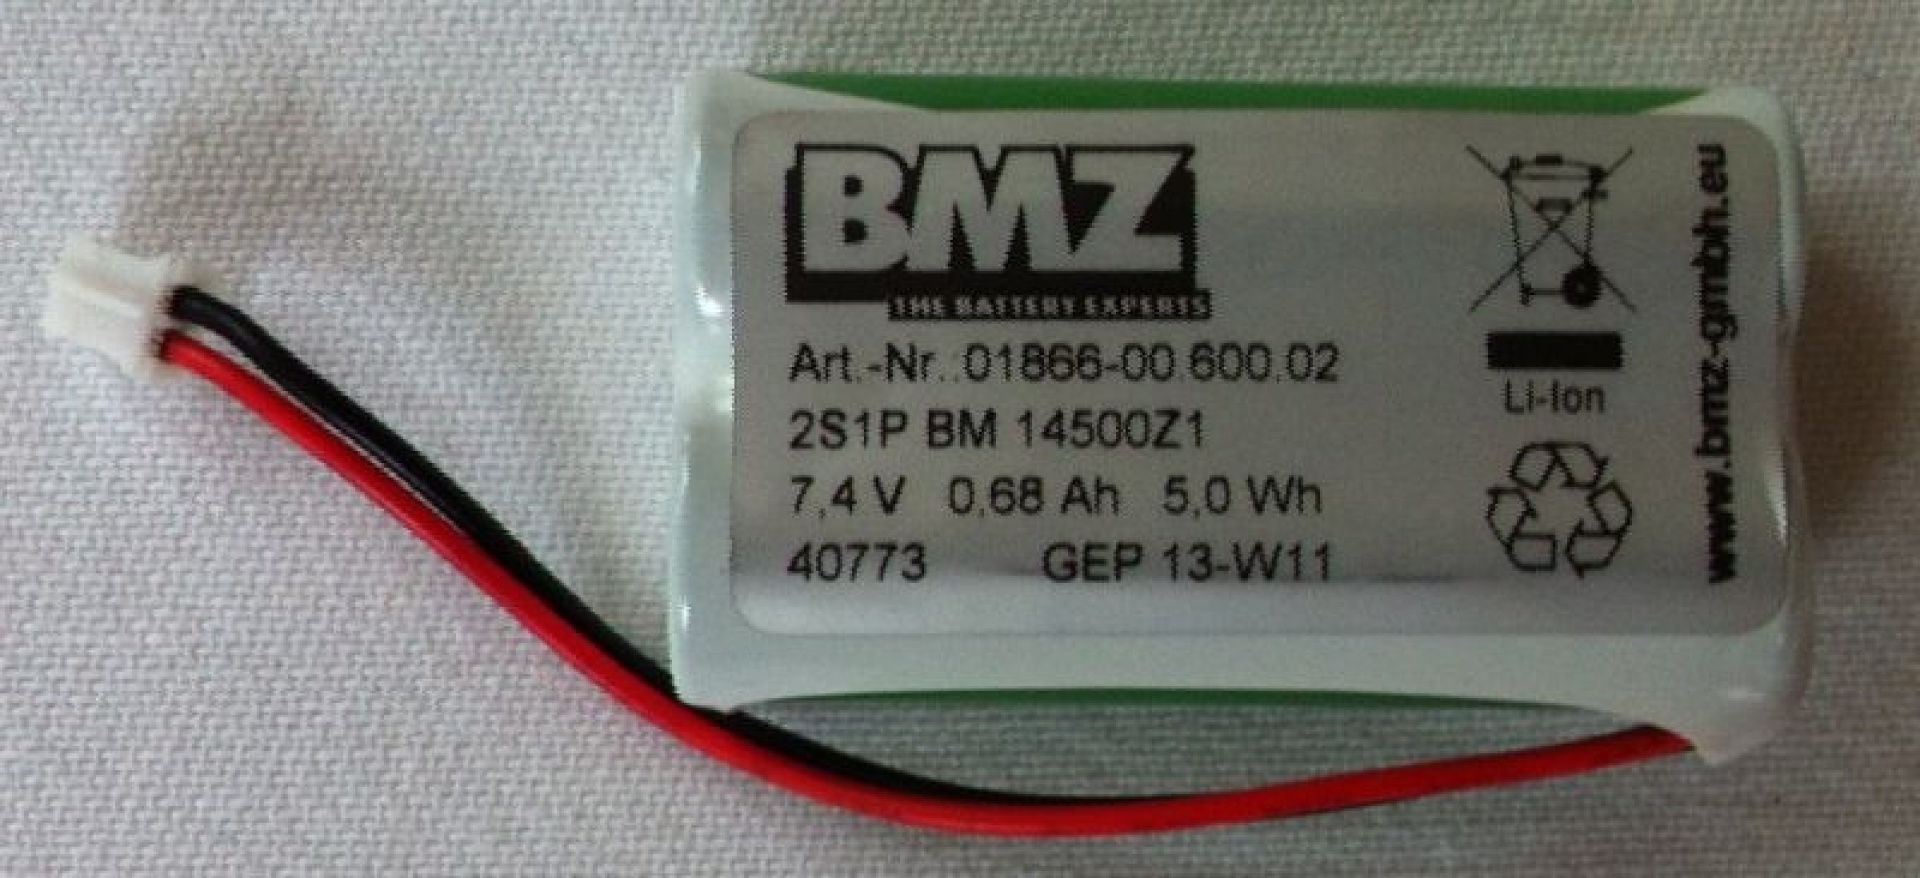 BMZ
THE BATTERY EXPERTS
Art.-Nr.:01866-00.600.02
2S1P BM 14500Z1
7,4 V 0,68 Ah 5,0 Wh
40773 GEP 13-W11
Li-Ion
www.bmz-gmbh.eu